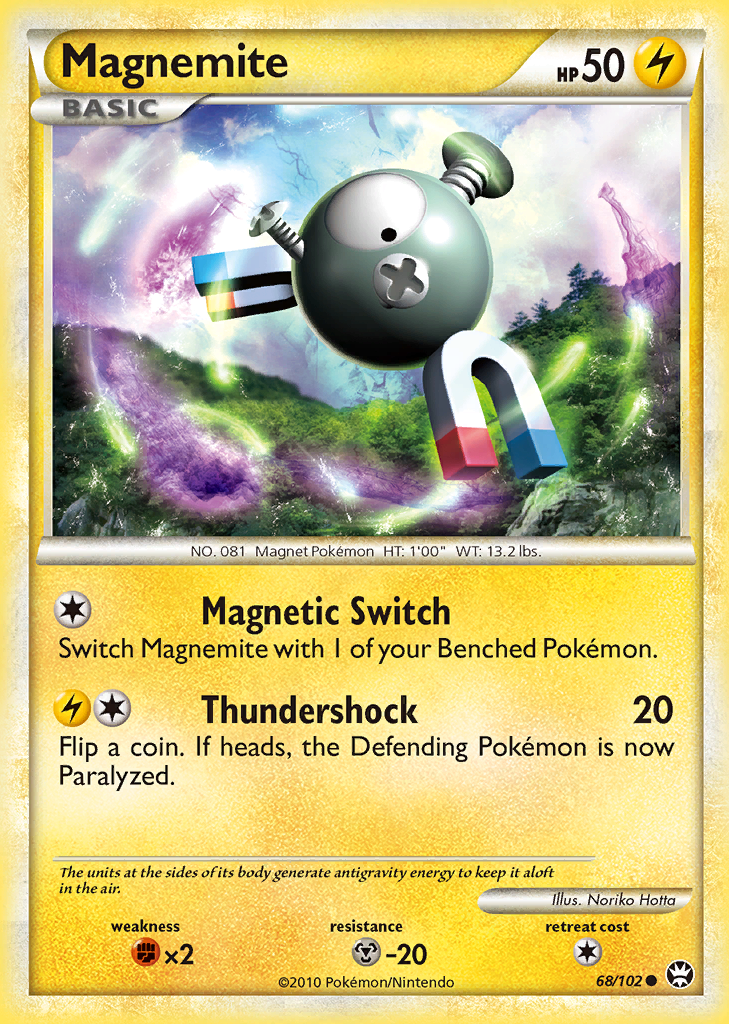 Magnemite
HP 50
BASIC
NO. 081 Magnet Pokémon HT: 1'00" WT: 13.2 lbs.
Magnetic Switch
Switch Magnemite with 1 of your Benched Pokémon.
Thundershock 20
Flip a coin. If heads, the Defending Pokémon is now
Paralyzed.
The units at the sides of its body generate antigravity energy to keep it aloft
in the air.
Illus. Noriko Hotta
weakness resistance retreat cost
×2 -20
©2010 Pokémon/Nintendo 68/102